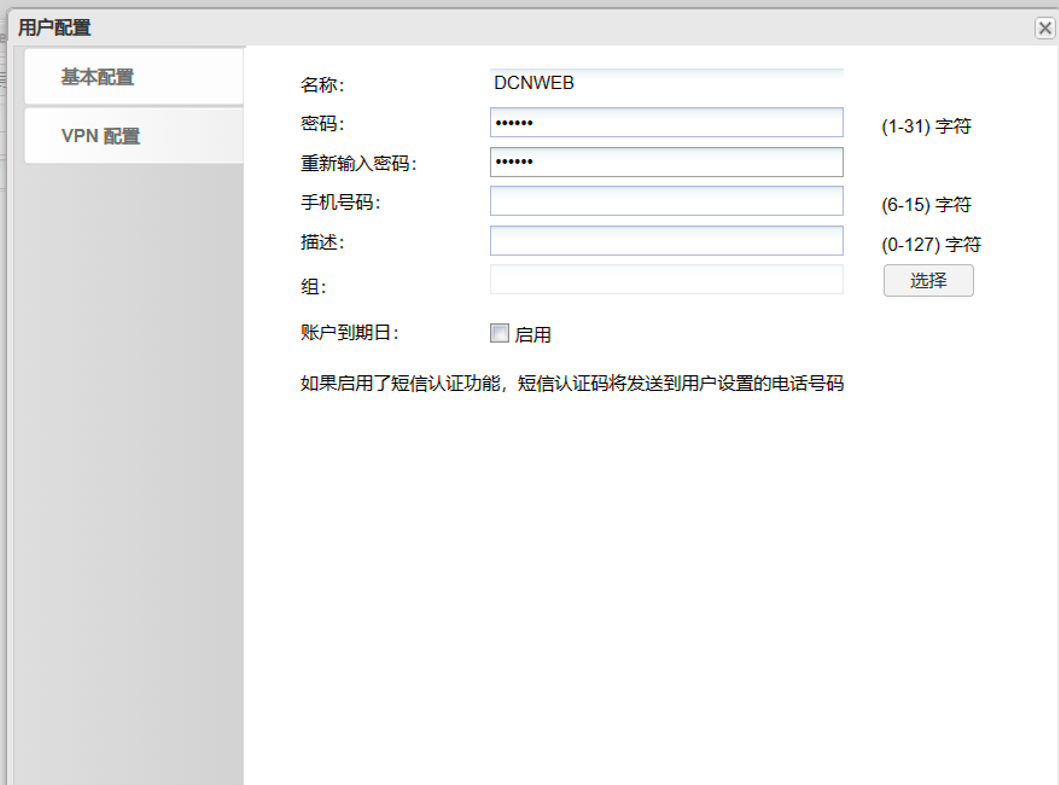 用户配置
基本配置
VPN 配置
名称： DCNWEB
密码： •••••• (1-31) 字符
重新输入密码： ••••••
手机号码： (6-15) 字符
描述： (0-127) 字符
组： 选择
账户到期日： 启用
如果启用了短信认证功能，短信认证码将发送到用户设置的电话号码